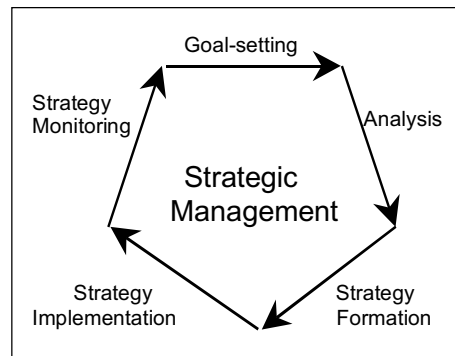 Goal-setting
Strategy
Monitoring
Analysis
Strategic
Management
Strategy
Implementation
Strategy
Formation